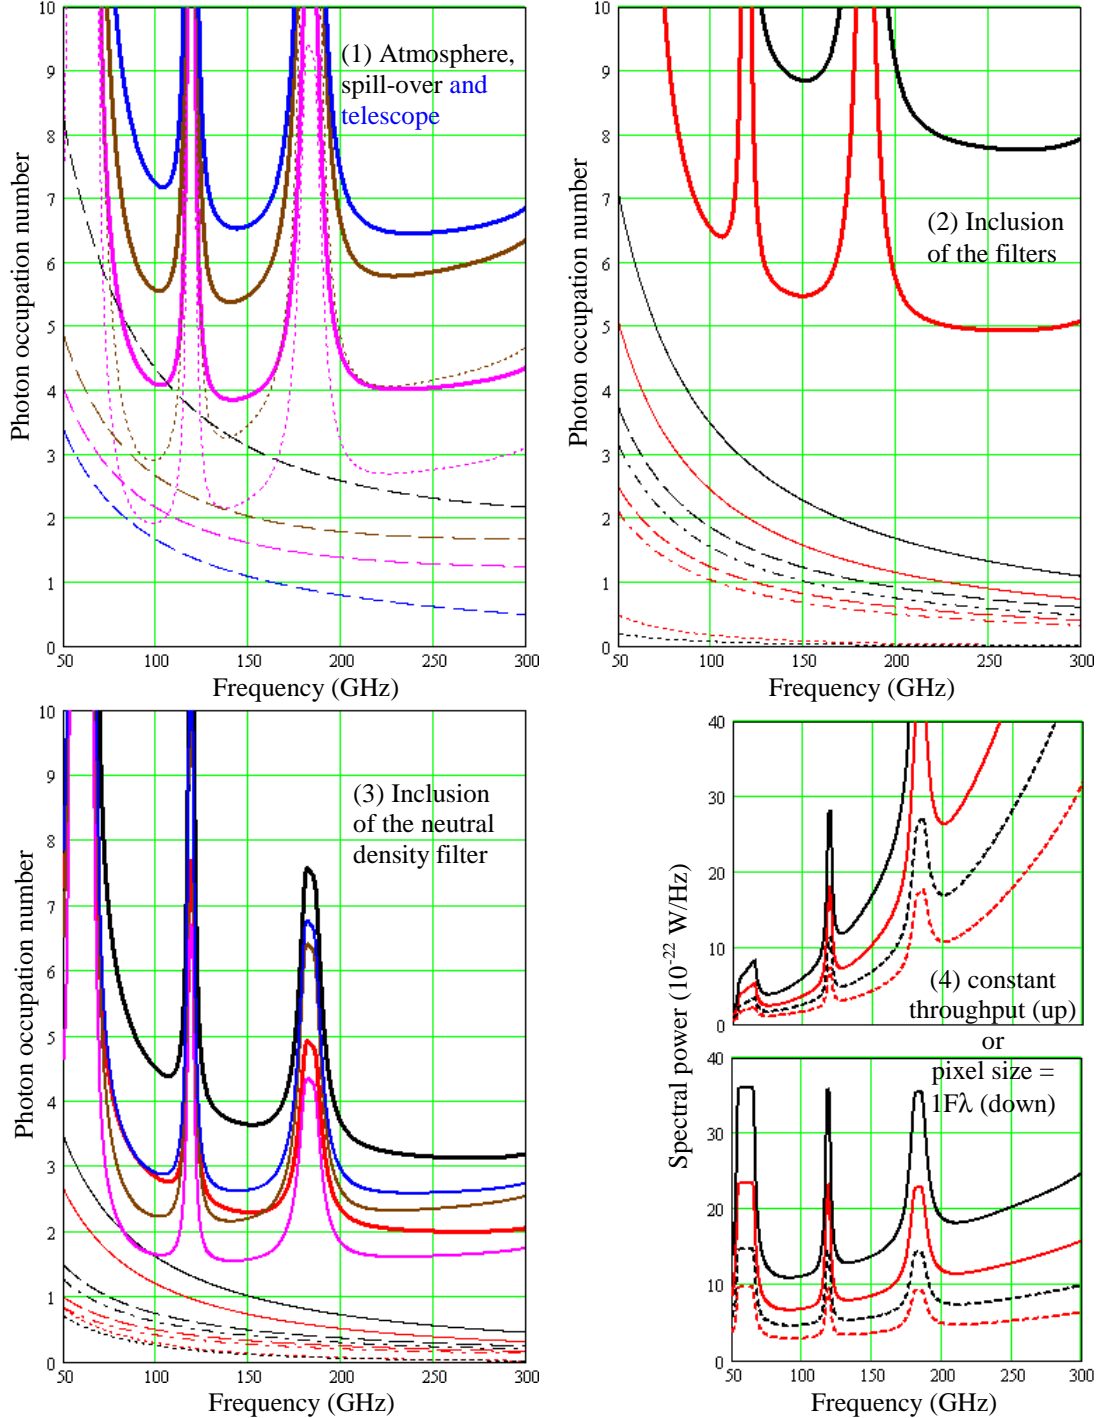 10
9
8
7
6
5
4
3
2
1
0
Photon occupation number
(1) Atmosphere,
spill-over and
telescope
50 100 150 200 250 300
Frequency (GHz)
10
9
8
7
6
5
4
3
2
1
0
Photon occupation number
(2) Inclusion
of the filters
50 100 150 200 250 300
Frequency (GHz)
10
9
8
7
6
5
4
3
2
1
0
Photon occupation number
(3) Inclusion
of the neutral
density filter
50 100 150 200 250 300
Frequency (GHz)
Spectral power (10⁻²² W/Hz)
40
30
20
10
0
50 100 150 200 250 300
(4) constant
throughput (up)
or
pixel size =
1Fλ (down)
40
30
20
10
0
50 100 150 200 250 300
Frequency (GHz)